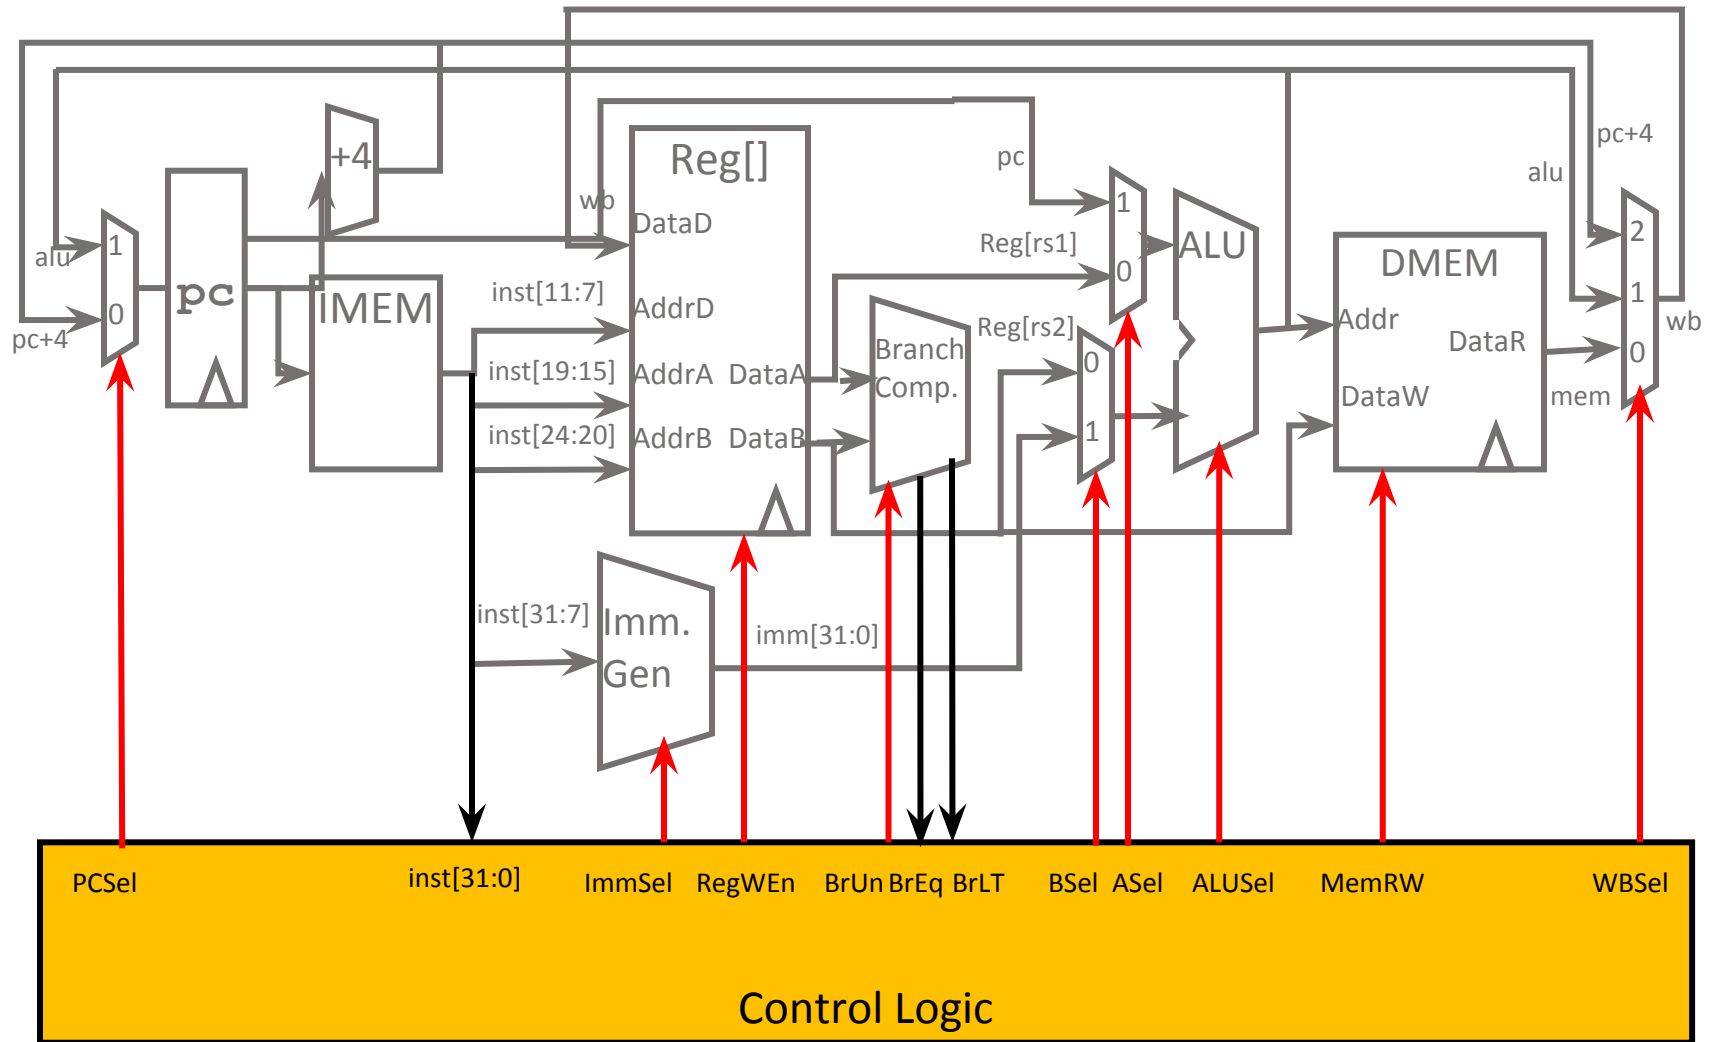 pc+4
alu
+4
Reg[]
pc
wb
DataD
1
alu
pc+4
0
pc
IMEM
inst[11:7]
AddrD
inst[19:15]
AddrA
DataA
inst[24:20]
AddrB
DataB
Branch
Comp.
Reg[rs1]
1
0
Reg[rs2]
0
1
ALU
DMEM
Addr
DataR
DataW
mem
2
1
0
wb
inst[31:7]
Imm.
Gen
imm[31:0]
PCSel
inst[31:0]
ImmSel
RegWEn
BrUn
BrEq
BrLT
BSel
ASel
ALUSel
MemRW
WBSel
Control Logic